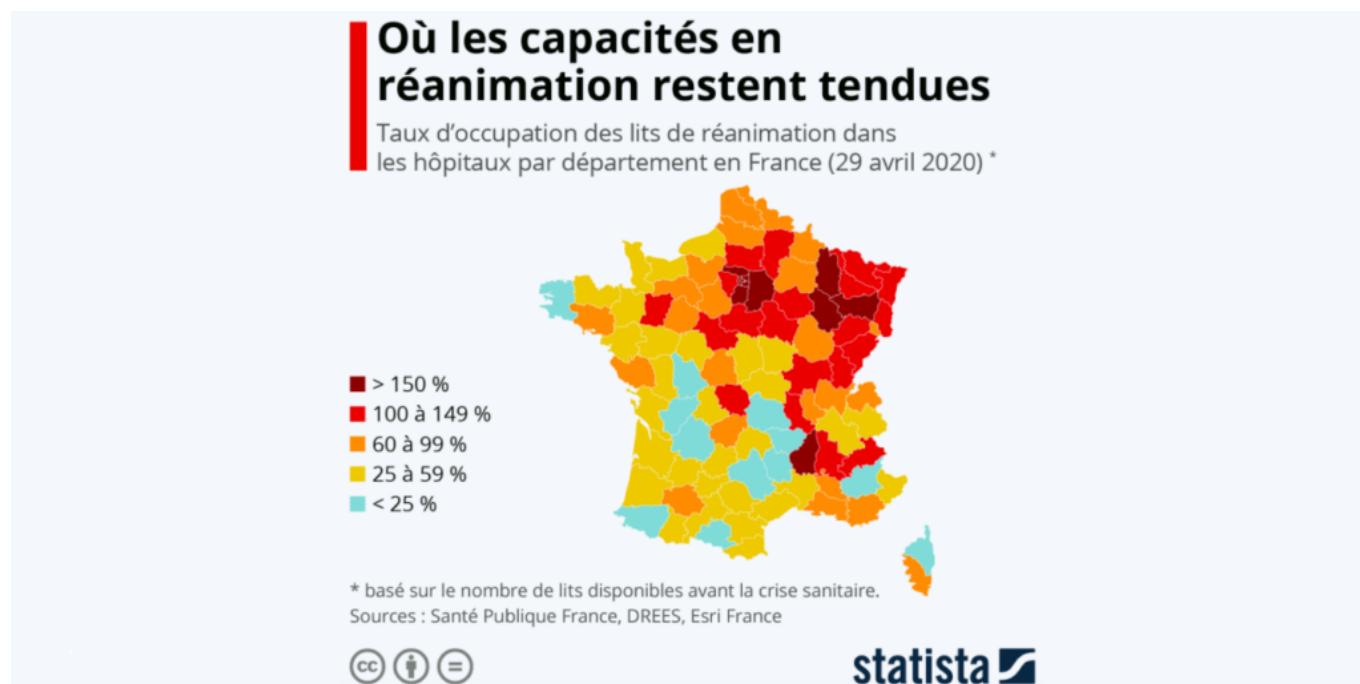 Où les capacités en
réanimation restent tendues
Taux d'occupation des lits de réanimation dans
les hôpitaux par département en France (29 avril 2020) *
> 150 %
100 à 149 %
60 à 99 %
25 à 59 %
< 25 %
* basé sur le nombre de lits disponibles avant la crise sanitaire.
Sources : Santé Publique France, DREES, Esri France
cc
statista